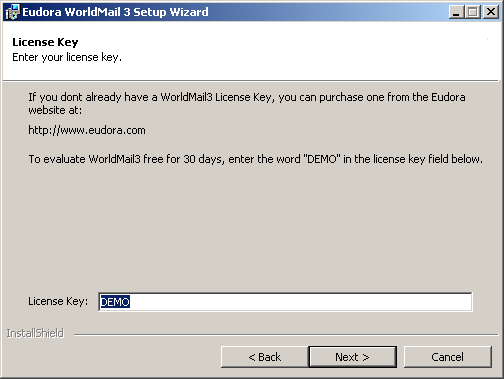 Eudora WorldMail 3 Setup Wizard
License Key
Enter your license key.
If you dont already have a WorldMail3 License Key, you can purchase one from the Eudora
website at:
http://www.eudora.com
To evaluate WorldMail3 free for 30 days, enter the word "DEMO" in the license key field below.
License Key: DEMO
InstallShield
< Back Next > Cancel